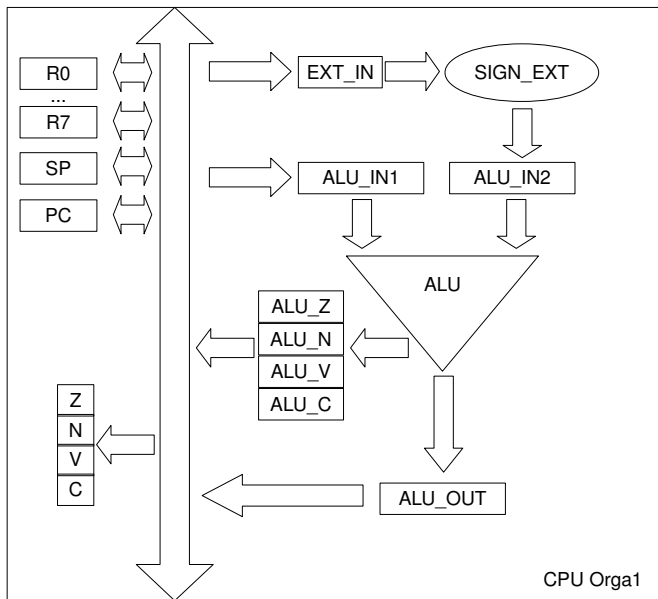 R0
...
R7
SP
PC
EXT_IN
SIGN_EXT
ALU_IN1
ALU_IN2
ALU
ALU_Z
ALU_N
ALU_V
ALU_C
Z
N
V
C
ALU_OUT
CPU Orga1